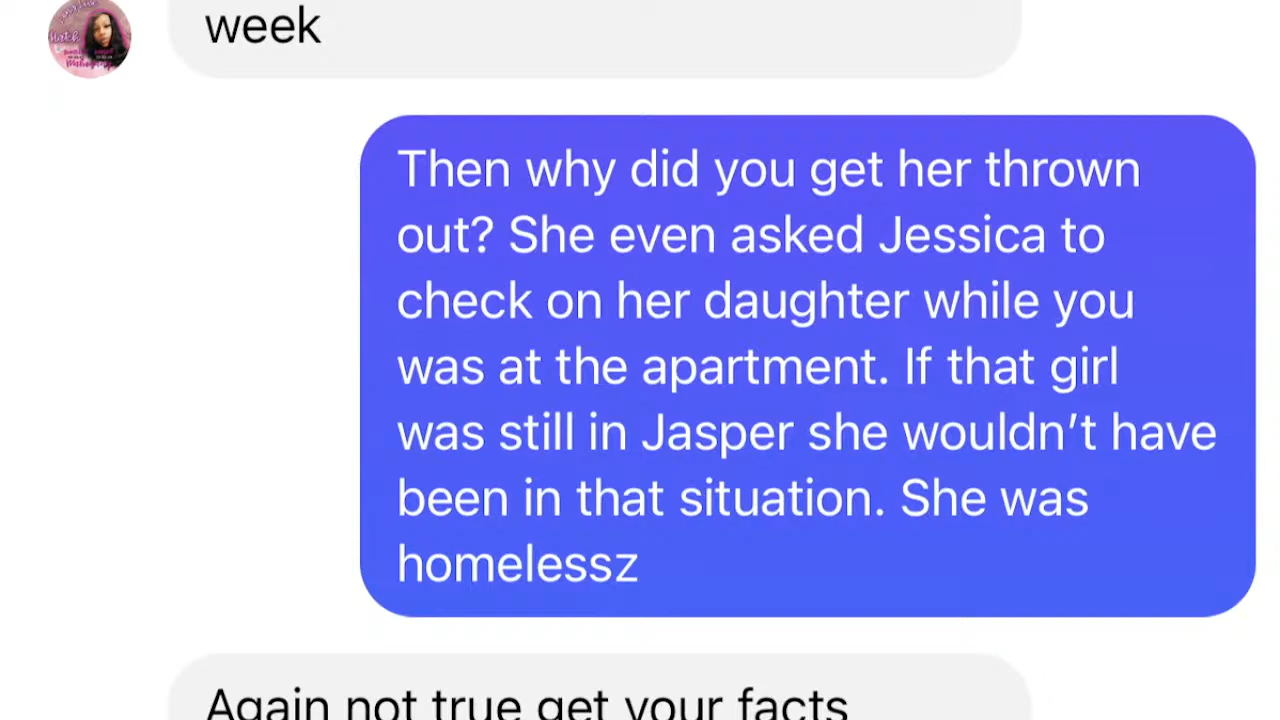 week
Then why did you get her thrown
out? She even asked Jessica to
check on her daughter while you
was at the apartment. If that girl
was still in Jasper she wouldn't have
been in that situation. She was
homelessz
Again not true get your facts